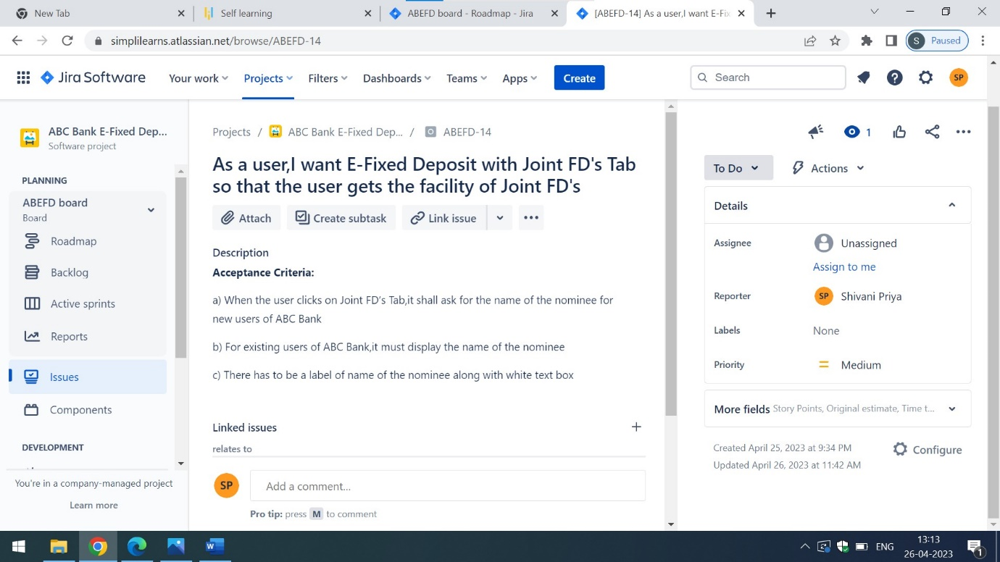 New Tab
Self learning
ABEFD board - Roadmap - Jira
[ABEFD-14] As a user,I want E-Fix
simplilearns.atlassian.net/browse/ABEFD-14
S Paused
Jira Software
Your work
Projects
Filters
Dashboards
Teams
Apps
Create
Search
SP
ABC Bank E-Fixed Dep...
Software project
PLANNING
ABEFD board
Board
Roadmap
Backlog
Active sprints
Reports
Issues
Components
DEVELOPMENT
You're in a company-managed project
Learn more
Projects / ABC Bank E-Fixed Dep... / ABEFD-14
As a user,I want E-Fixed Deposit with Joint FD's Tab
so that the user gets the facility of Joint FD's
Attach
Create subtask
Link issue
Description
Acceptance Criteria:
a) When the user clicks on Joint FD's Tab,it shall ask for the name of the nominee for
new users of ABC Bank
b) For existing users of ABC Bank,it must display the name of the nominee
c) There has to be a label of name of the nominee along with white text box
Linked issues
relates to
SP
Add a comment...
Pro tip: press M to comment
1
To Do
Actions
Details
Assignee
Unassigned
Assign to me
Reporter
SP Shivani Priya
Labels
None
Priority
Medium
More fields Story Points, Original estimate, Time t...
Created April 25, 2023 at 9:34 PM
Updated April 26, 2023 at 11:42 AM
Configure
ENG
13:13
26-04-2023
1